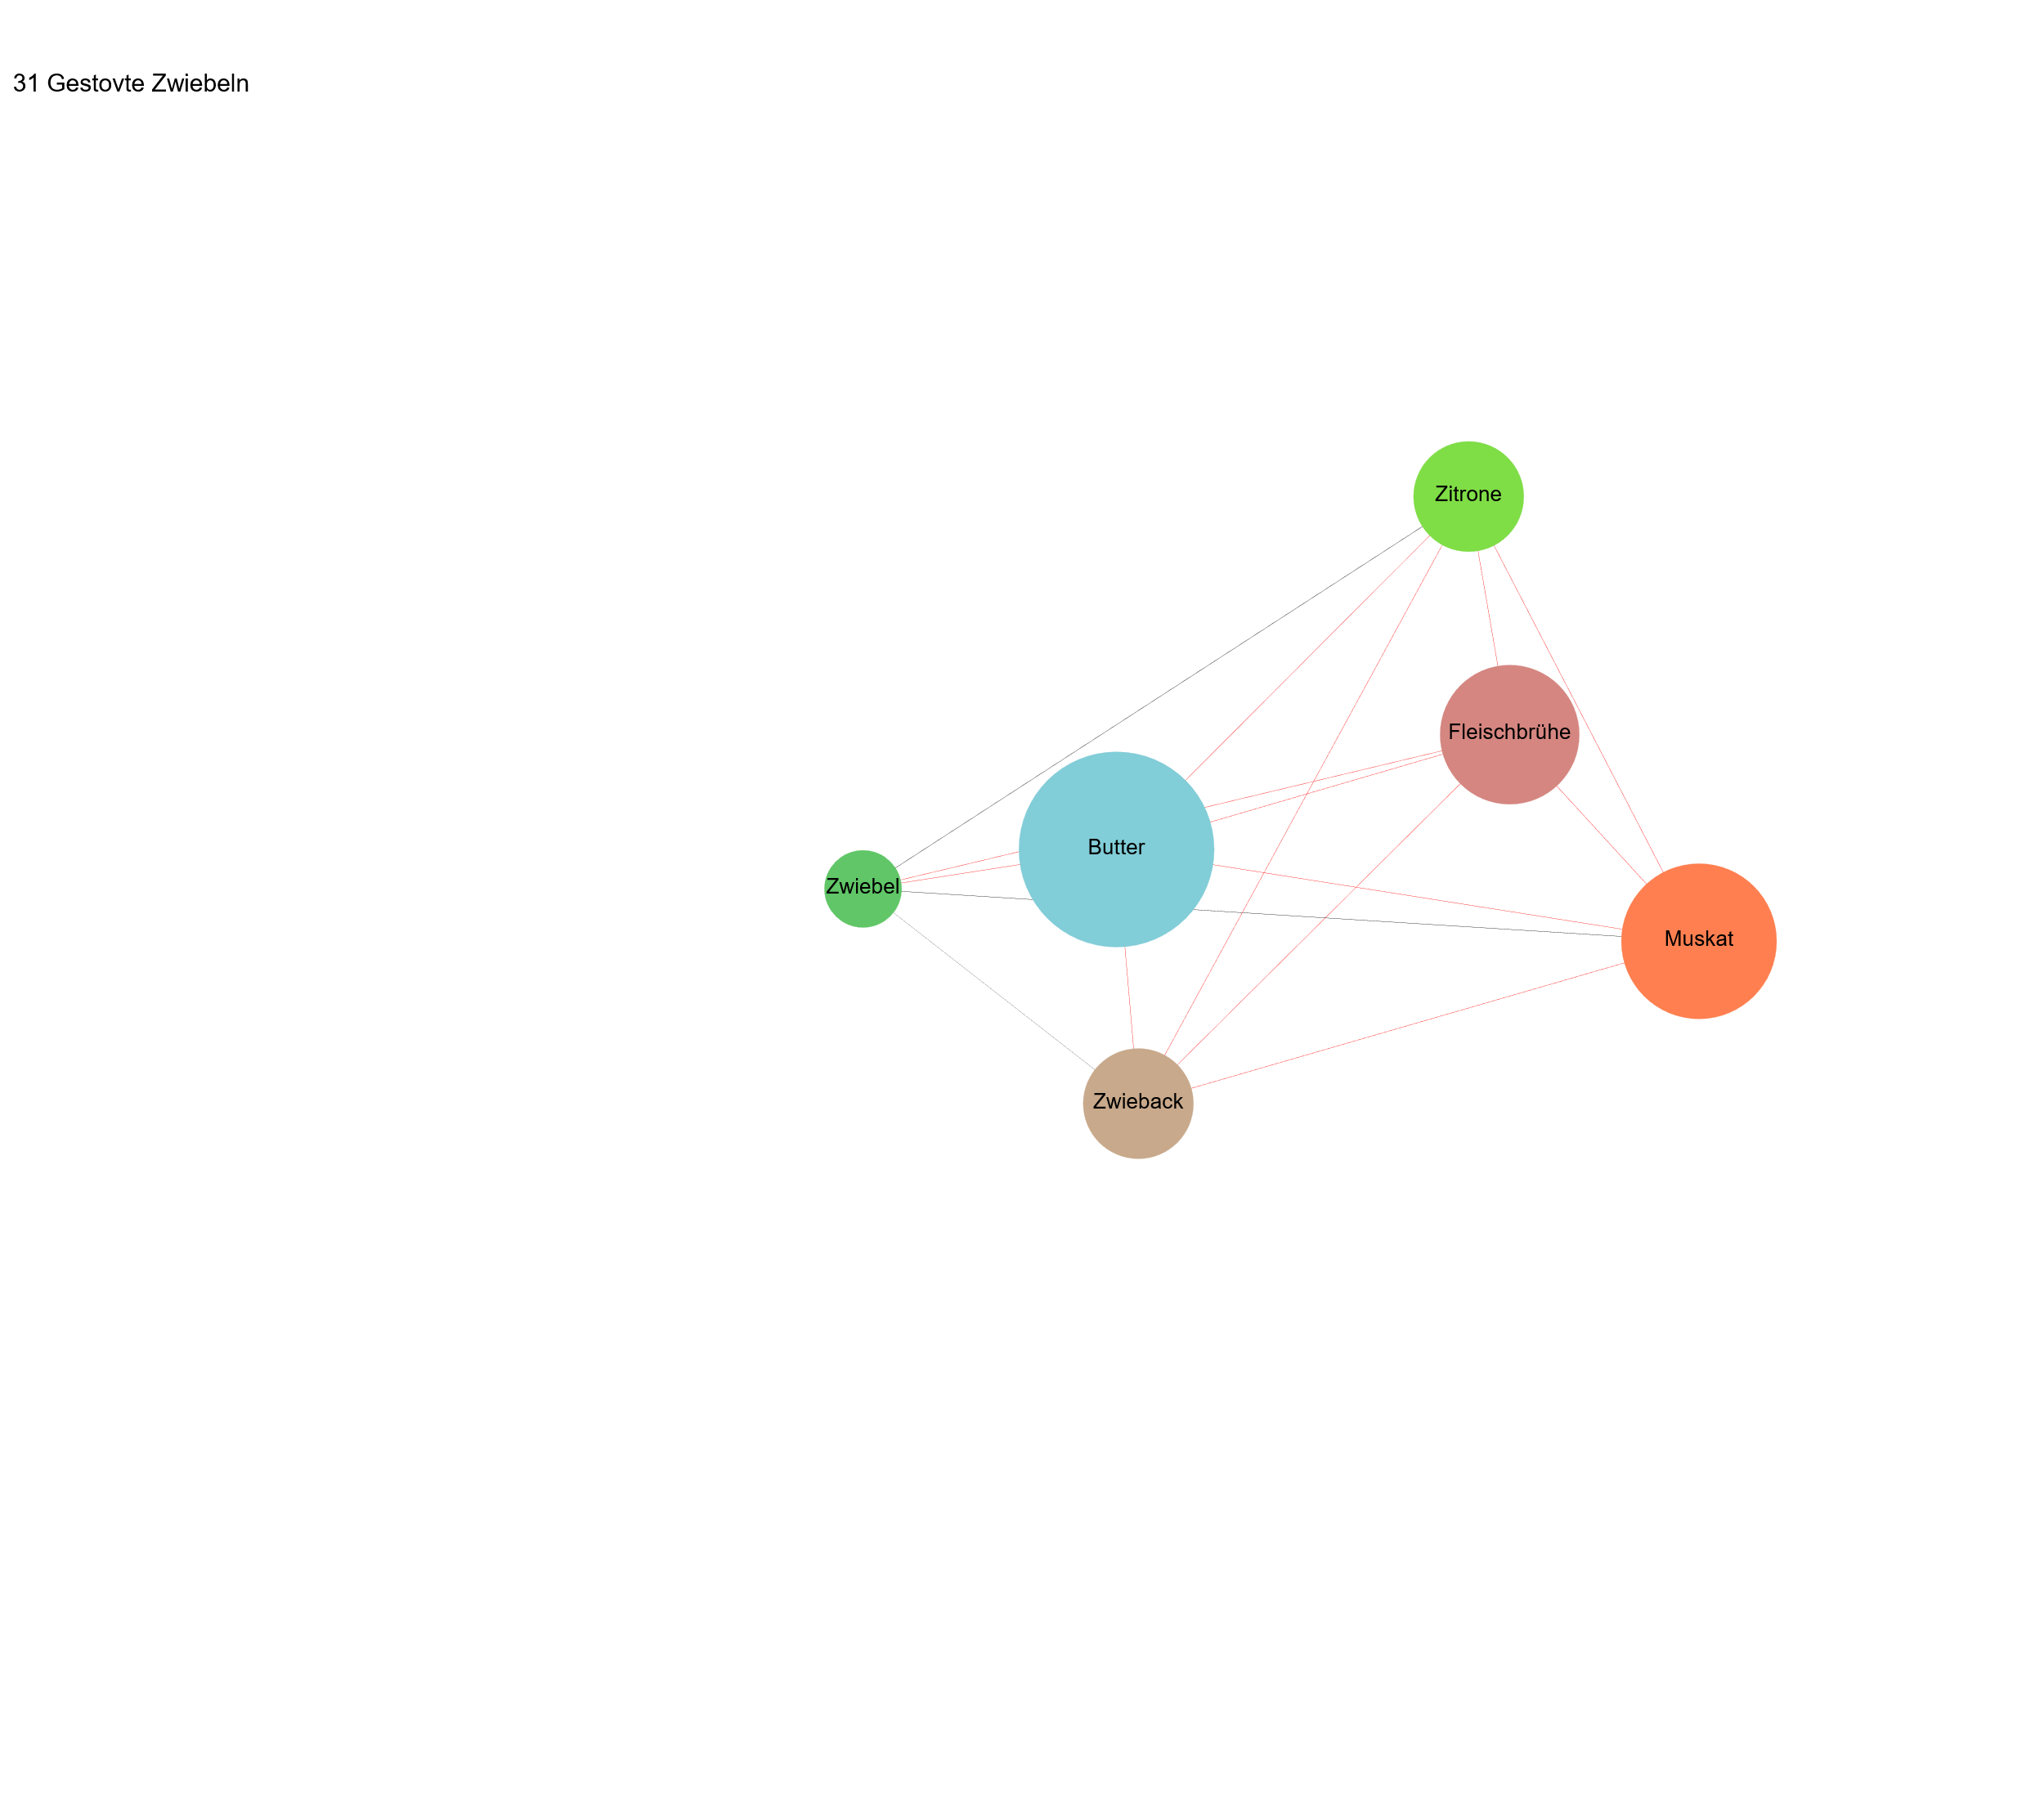 31 Gestovte Zwiebeln
Zitrone
Fleischbrühe
Butter
Zwiebel
Muskat
Zwieback